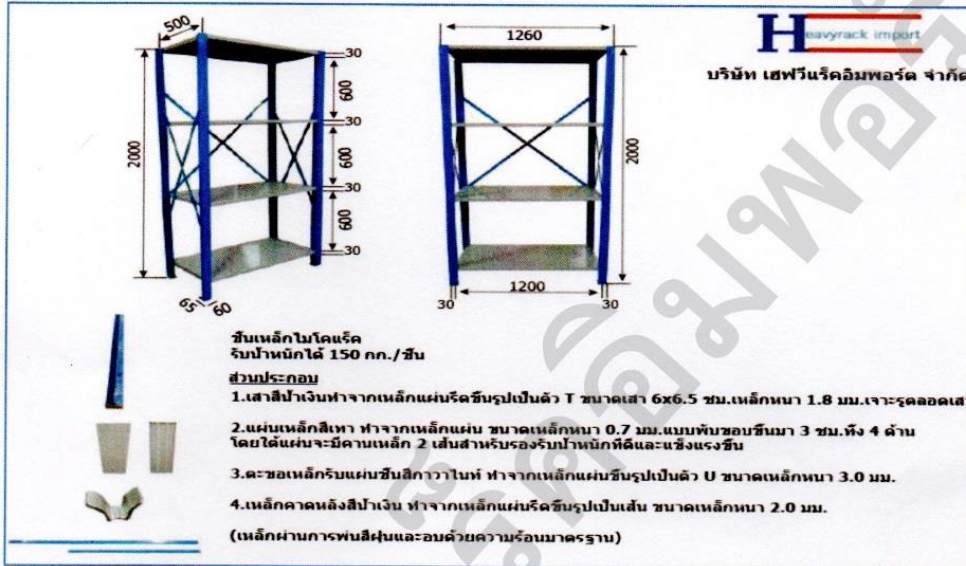 500
1260
Heavyrack import
บริษัท เฮฟวีแร็คอิมพอร์ต จำกัด
30
600
30
600
30
600
30
2000
2000
65
60
30
1200
30
ชั้นเหล็กไมโครแร็ค
รับน้ำหนักได้ 150 กก./ชั้น
ส่วนประกอบ
1.เสาสีน้ำเงินทำจากเหล็กแผ่นรีดขึ้นรูปเป็นตัว T ขนาดเสา 6x6.5 ซม.เหล็กหนา 1.8 มม.เจาะรูตลอดเสา
2.แผ่นเหล็กสีเทา ทำจากเหล็กแผ่น ขนาดเหล็กหนา 0.7 มม.แบบพับขอบขึ้นมา 3 ซม.ทั้ง 4 ด้าน
โดยใต้แผ่นจะมีคานเหล็ก 2 เส้นสำหรับรองรับน้ำหนักที่ดีและแข็งแรงขึ้น
3.ตะขอเหล็กรับแผ่นชั้นสีกาวาไนท์ ทำจากเหล็กแผ่นขึ้นรูปเป็นตัว U ขนาดเหล็กหนา 3.0 มม.
4.เหล็กคาดหลังสีน้ำเงิน ทำจากเหล็กแผ่นรีดขึ้นรูปเป็นเส้น ขนาดเหล็กหนา 2.0 มม.
(เหล็กผ่านการพ่นสีฝุ่นและอบด้วยความร้อนมาตรฐาน)